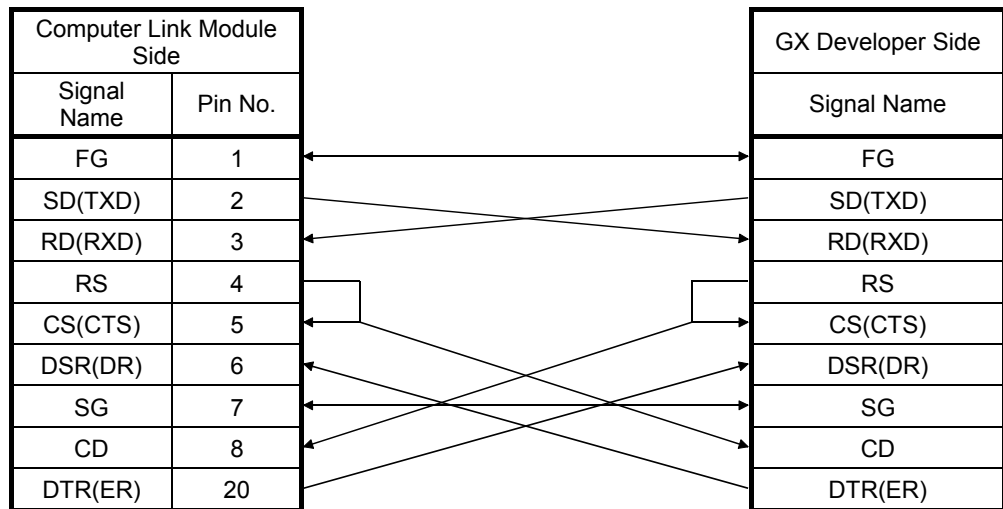 Computer Link Module
Side
GX Developer Side
Signal
Name
Pin No.
Signal Name
FG 1 FG
SD(TXD) 2 SD(TXD)
RD(RXD) 3 RD(RXD)
RS 4 RS
CS(CTS) 5 CS(CTS)
DSR(DR) 6 DSR(DR)
SG 7 SG
CD 8 CD
DTR(ER) 20 DTR(ER)